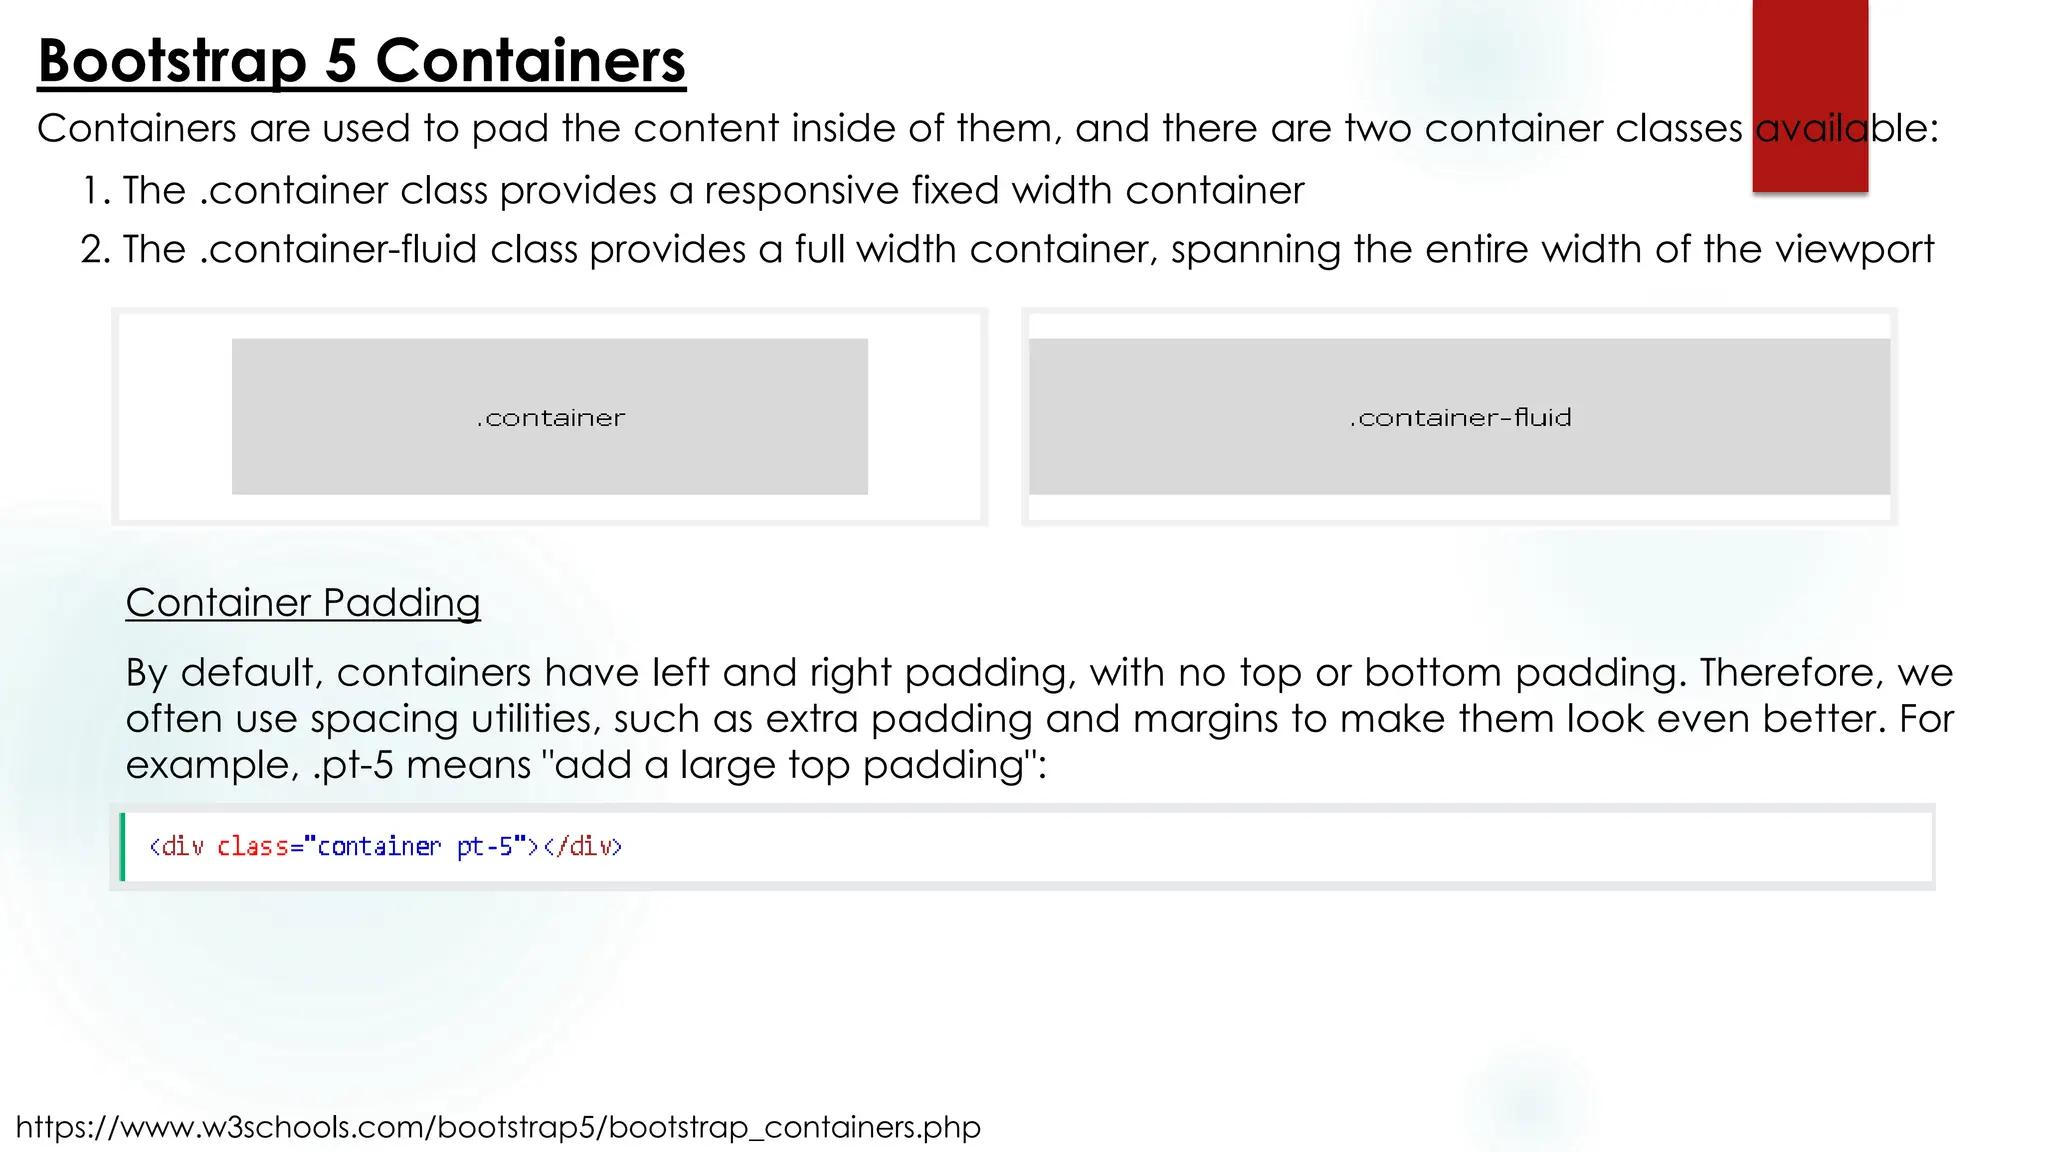 Bootstrap 5 Containers
Containers are used to pad the content inside of them, and there are two container classes available:
1. The .container class provides a responsive fixed width container
2. The .container-fluid class provides a full width container, spanning the entire width of the viewport
.container
.container-fluid
Container Padding
By default, containers have left and right padding, with no top or bottom padding. Therefore, we
often use spacing utilities, such as extra padding and margins to make them look even better. For
example, .pt-5 means "add a large top padding":
<div class="container pt-5"></div>
https://www.w3schools.com/bootstrap5/bootstrap_containers.php